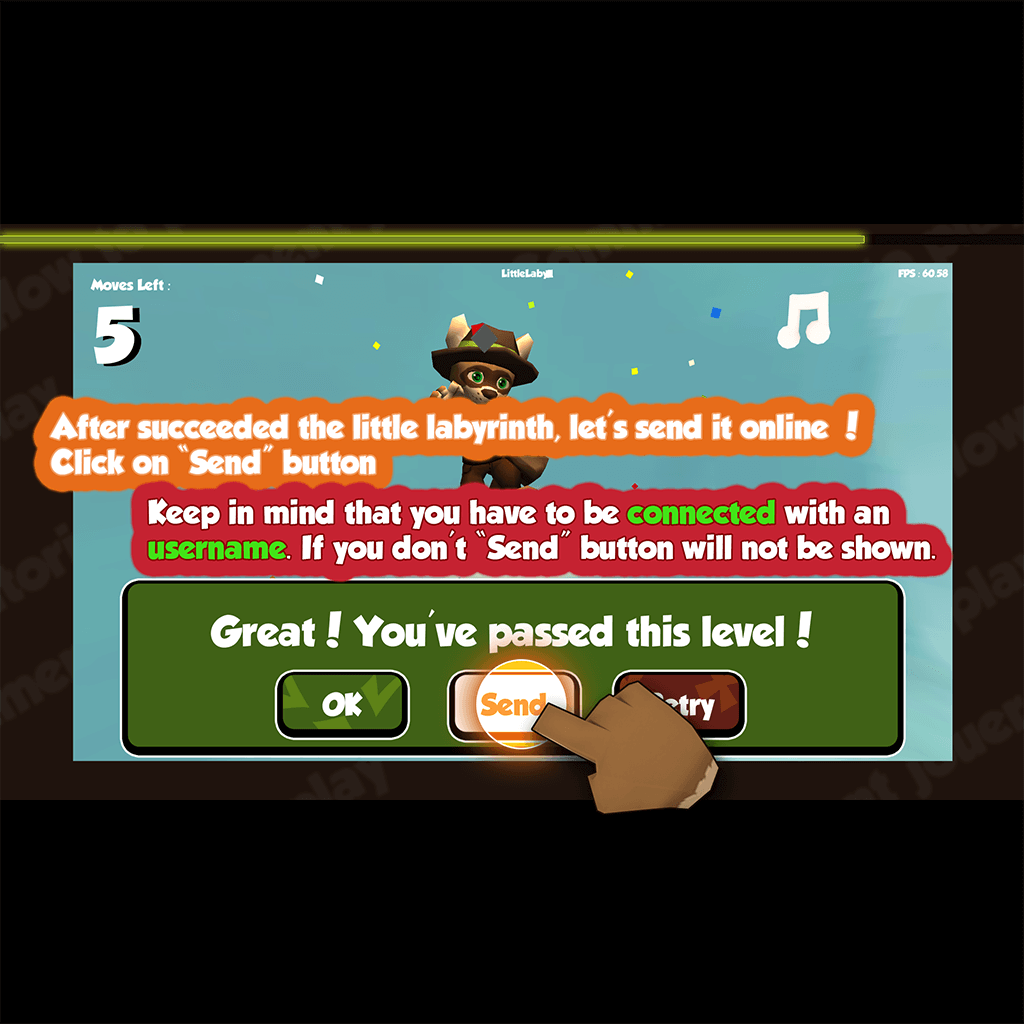 LittleLaby
FPS : 60.58
Moves Left :
5
After succeeded the little labyrinth, let's send it online !
Click on "Send" button
Keep in mind that you have to be connected with an
username. If you don't "Send" button will not be shown.
Great ! You've passed this level !
OK
Send